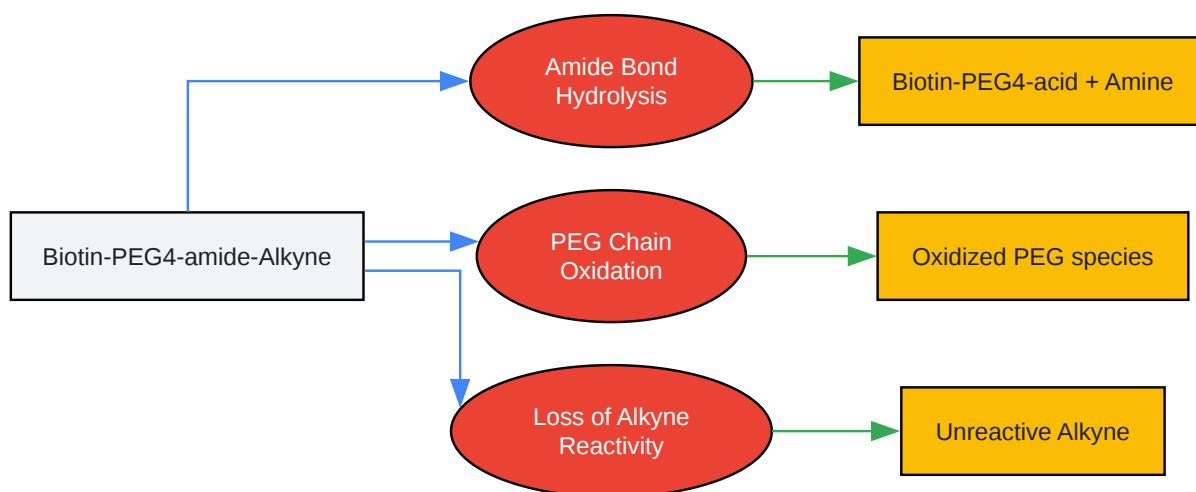 Amide Bond
Hydrolysis
Biotin-PEG4-acid + Amine
Biotin-PEG4-amide-Alkyne
PEG Chain
Oxidation
Oxidized PEG species
Loss of Alkyne
Reactivity
Unreactive Alkyne